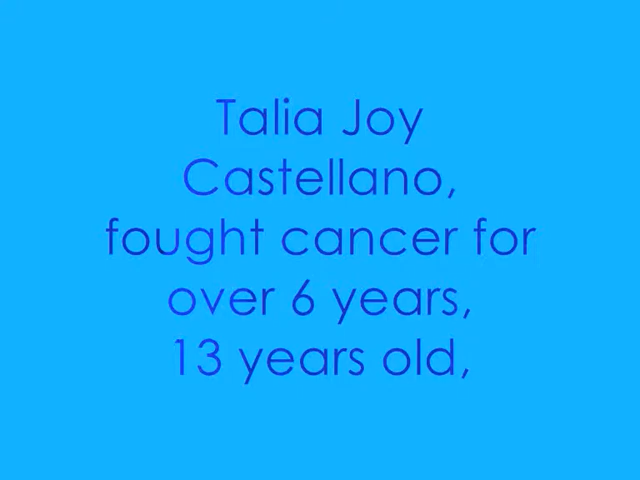 Talia Joy
Castellano,
fought cancer for
over 6 years,
13 years old,